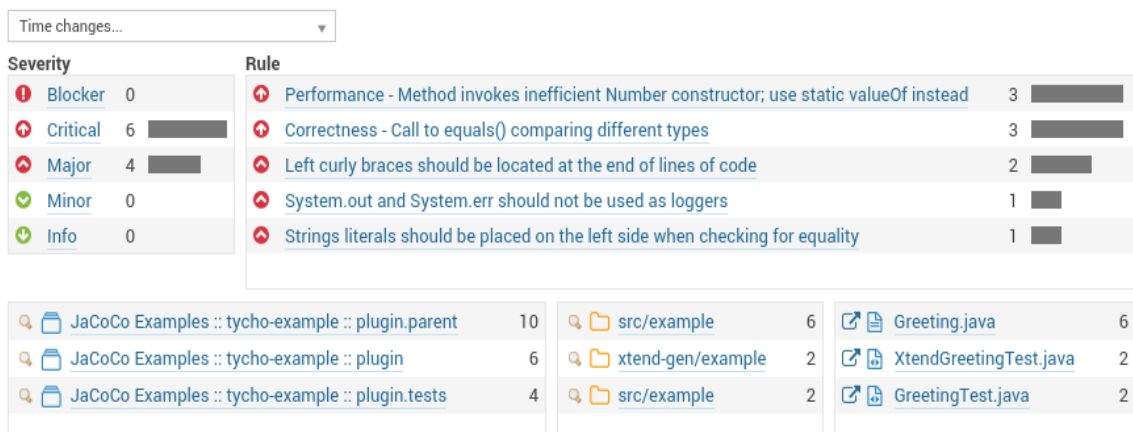 Time changes...
Severity
Blocker 0
Critical 6
Major 4
Minor 0
Info 0
Rule
Performance - Method invokes inefficient Number constructor; use static valueOf instead 3
Correctness - Call to equals() comparing different types 3
Left curly braces should be located at the end of lines of code 2
System.out and System.err should not be used as loggers 1
Strings literals should be placed on the left side when checking for equality 1
JaCoCo Examples :: tycho-example :: plugin.parent 10
JaCoCo Examples :: tycho-example :: plugin 6
JaCoCo Examples :: tycho-example :: plugin.tests 4
src/example 6
xtend-gen/example 2
src/example 2
Greeting.java 6
XtendGreetingTest.java 2
GreetingTest.java 2